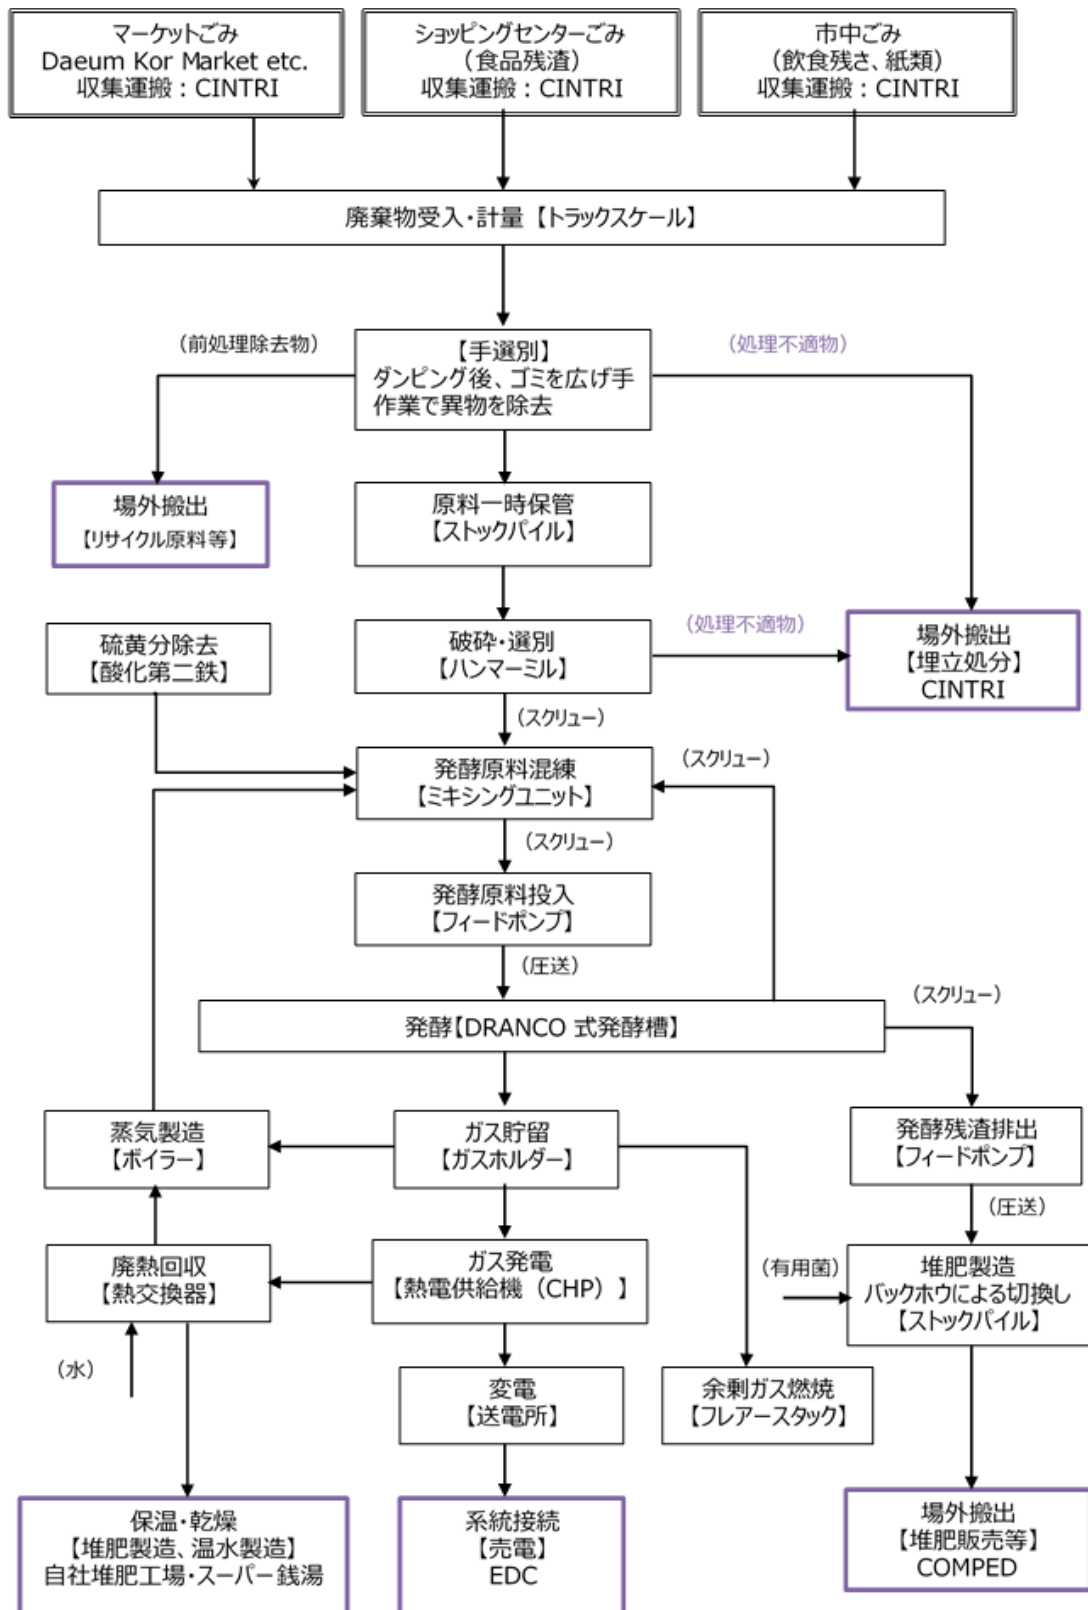 マーケットごみ
Daeum Kor Market etc.
収集運搬：CINTRI
ショッピングセンターごみ
（食品残渣）
収集運搬：CINTRI
市中ごみ
（飲食残さ、紙類）
収集運搬：CINTRI
廃棄物受入・計量【トラックスケール】
（前処理除去物）
【手選別】
ダンピング後、ゴミを広げ手
作業で異物を除去
（処理不適物）
場外搬出
【リサイクル原料等】
原料一時保管
【ストックパイル】
硫黄分除去
【酸化第二鉄】
破砕・選別
【ハンマーミル】
（処理不適物）
場外搬出
【埋立処分】
CINTRI
（スクリュー）
発酵原料混練
【ミキシングユニット】
（スクリュー）
（スクリュー）
発酵原料投入
【フィードポンプ】
（圧送）
発酵【DRANCO 式発酵槽】
（スクリュー）
蒸気製造
【ボイラー】
ガス貯留
【ガスホルダー】
発酵残渣排出
【フィードポンプ】
（圧送）
廃熱回収
【熱交換器】
ガス発電
【熱電供給機（CHP）】
（有用菌）
堆肥製造
バックホウによる切換し
【ストックパイル】
（水）
変電
【送電所】
余剰ガス燃焼
【フレアースタック】
保温・乾燥
【堆肥製造、温水製造】
自社堆肥工場・スーパー銭湯
系統接続
【売電】
EDC
場外搬出
【堆肥販売等】
COMPED